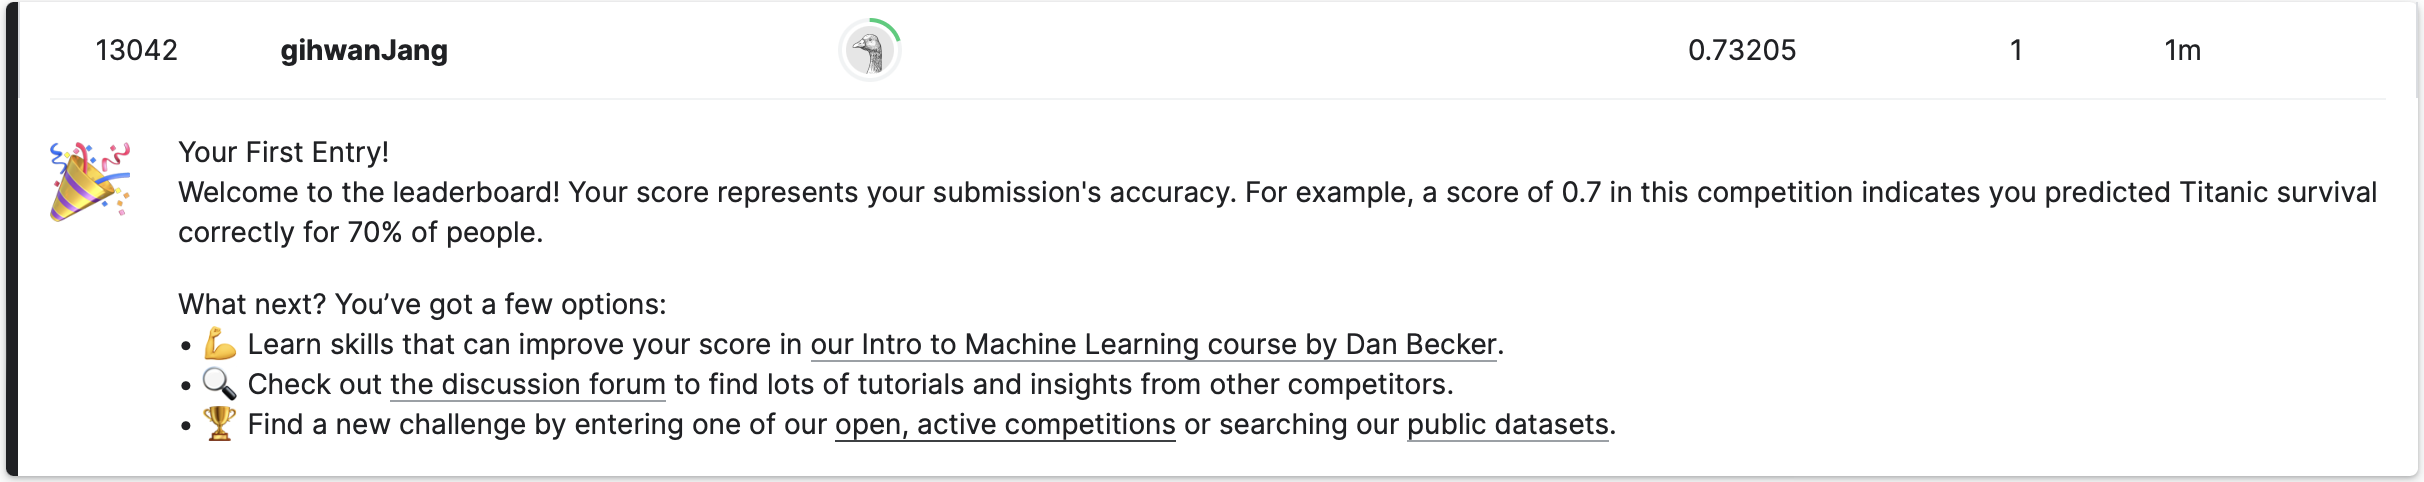 13042 gihwanJang 0.73205 1 1m
Your First Entry!
Welcome to the leaderboard! Your score represents your submission's accuracy. For example, a score of 0.7 in this competition indicates you predicted Titanic survival
correctly for 70% of people.
What next? You’ve got a few options:
• 💪 Learn skills that can improve your score in our Intro to Machine Learning course by Dan Becker.
• 🔍 Check out the discussion forum to find lots of tutorials and insights from other competitors.
• 🏆 Find a new challenge by entering one of our open, active competitions or searching our public datasets.